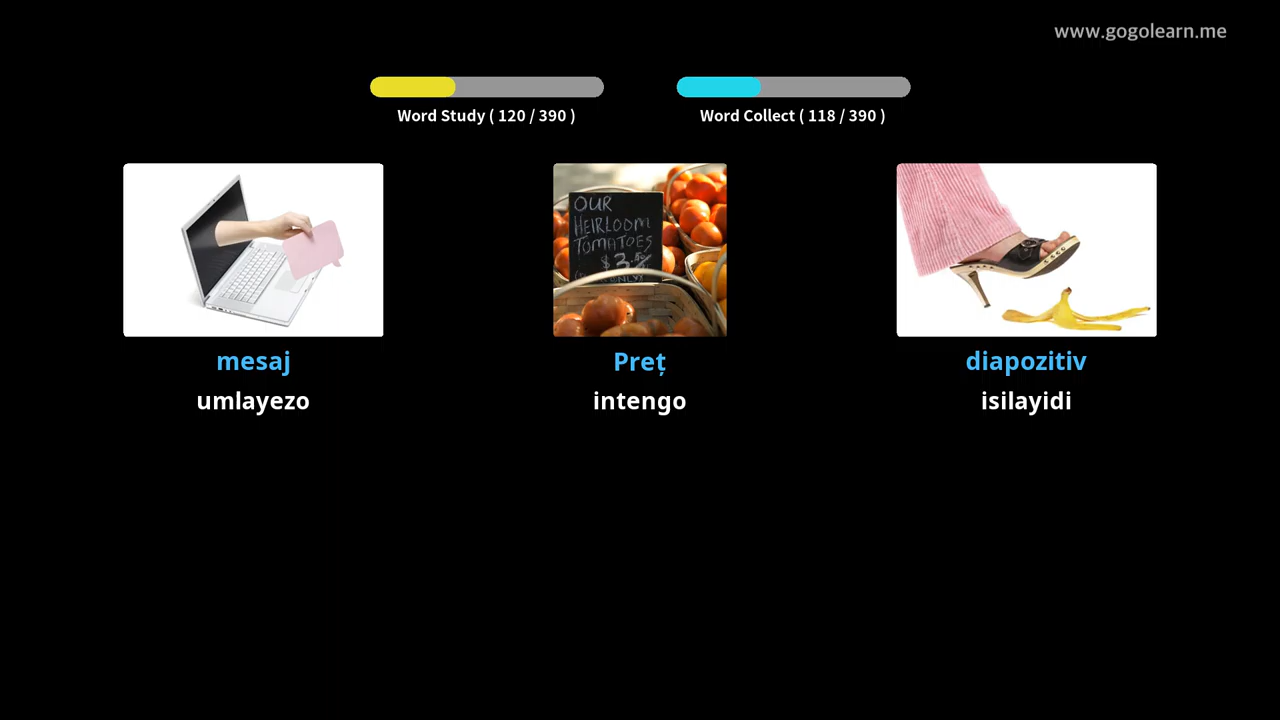 www.gogolearn.me
Word Study ( 120 / 390 )
Word Collect ( 118 / 390 )
OUR
HEIRLOOM
TOMATOES
mesaj
Preț
diapozitiv
umlayezo
intengo
isilayidi